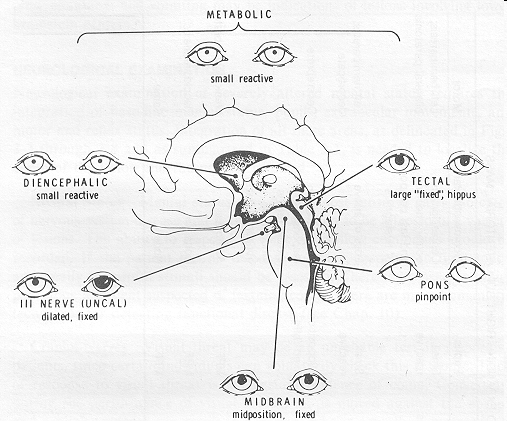 METABOLIC
small reactive
DIENCEPHALIC
small reactive
TECTAL
large "fixed", hippus
III NERVE (UNCAL)
dilated, fixed
PONS
pinpoint
MIDBRAIN
midposition, fixed